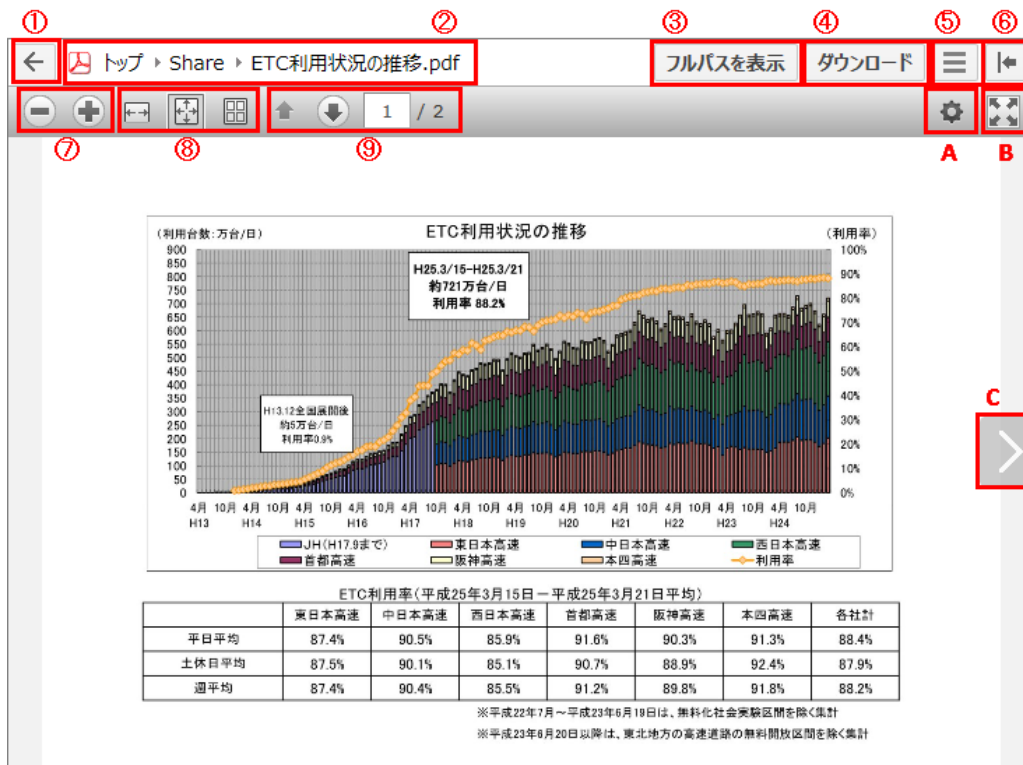 ① ② ③ ④ ⑤ ⑥
トップ Share ETC利用状況の推移.pdf フルパスを表示 ダウンロード
1 / 2
⑦ ⑧ ⑨ A B
(利用台数:万台/日) ETC利用状況の推移 (利用率)
900 100%
850
800 90%
750
700 80%
650
600 70%
550
500 60%
450 50%
400
350 40%
300
250 30%
200 20%
150
100 10%
50
0 0%
H25.3/15-H25.3/21
約721万台/日
利用率 88.2%
H13.12全国展開後
約5万台/日
利用率0.9%
C
4月 10月 4月 10月 4月 10月 4月 10月 4月 10月 4月 10月 4月 10月 4月 10月 4月 10月 4月 10月 4月 10月 4月 10月
H13 H14 H15 H16 H17 H18 H19 H20 H21 H22 H23 H24
JH(H17.9まで) 東日本高速 中日本高速 西日本高速
首都高速 阪神高速 本四高速 利用率
ETC利用率(平成25年3月15日－平成25年3月21日平均)
東日本高速 中日本高速 西日本高速 首都高速 阪神高速 本四高速 各社計
平日平均 87.4% 90.5% 85.9% 91.6% 90.3% 91.3% 88.4%
土休日平均 87.5% 90.1% 85.1% 90.7% 88.9% 92.4% 87.9%
週平均 87.4% 90.4% 85.5% 91.2% 89.8% 91.8% 88.2%
※平成22年7月～平成23年6月19日は、無料化社会実験区間を除く集計
※平成23年6月20日以降は、東北地方の高速道路の無料開放区間を除く集計